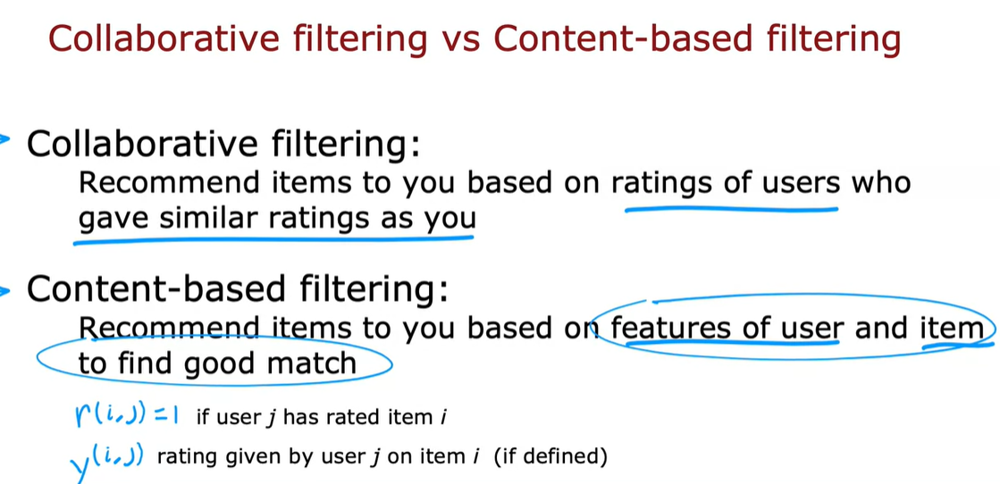 Collaborative filtering vs Content-based filtering
Collaborative filtering:
Recommend items to you based on ratings of users who
gave similar ratings as you
Content-based filtering:
Recommend items to you based on features of user and item
to find good match
r(i,j)=1 if user j has rated item i
y(i,j) rating given by user j on item i (if defined)